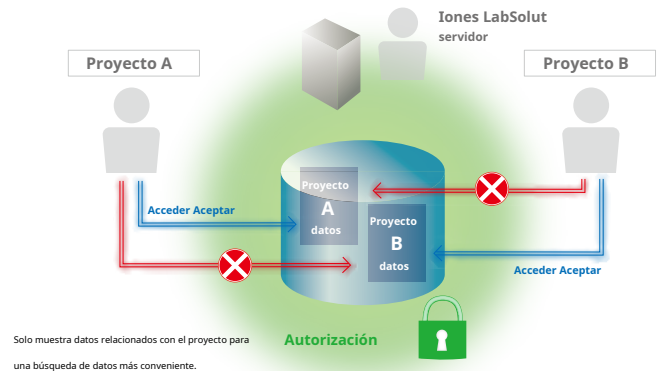 Iones LabSolut
servidor
Proyecto A
Proyecto B
Proyecto
A
datos
Proyecto
B
datos
Acceder Aceptar
Acceder Aceptar
Autorización
Solo muestra datos relacionados con el proyecto para
una búsqueda de datos más conveniente.